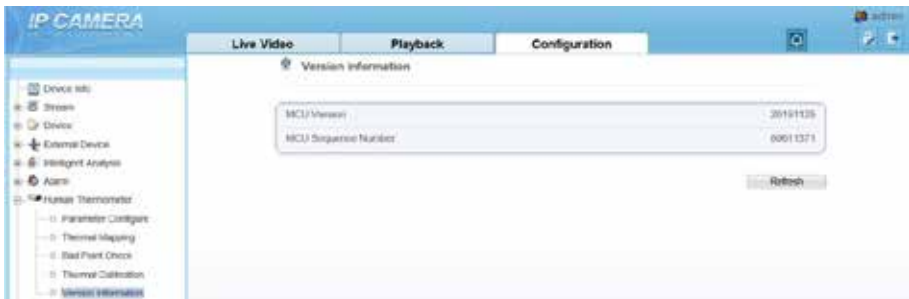 IP CAMERA
admin
Live Video
Playback
Configuration
Version Information
Device Info
Stream
Device
External Device
Intelligent Analysis
Alarm
Human Thermometer
Parameter Configure
Thermal Mapping
Bad Point Check
Thermal Calibration
Version Information
MCU Version
MCU Sequence Number
Refresh